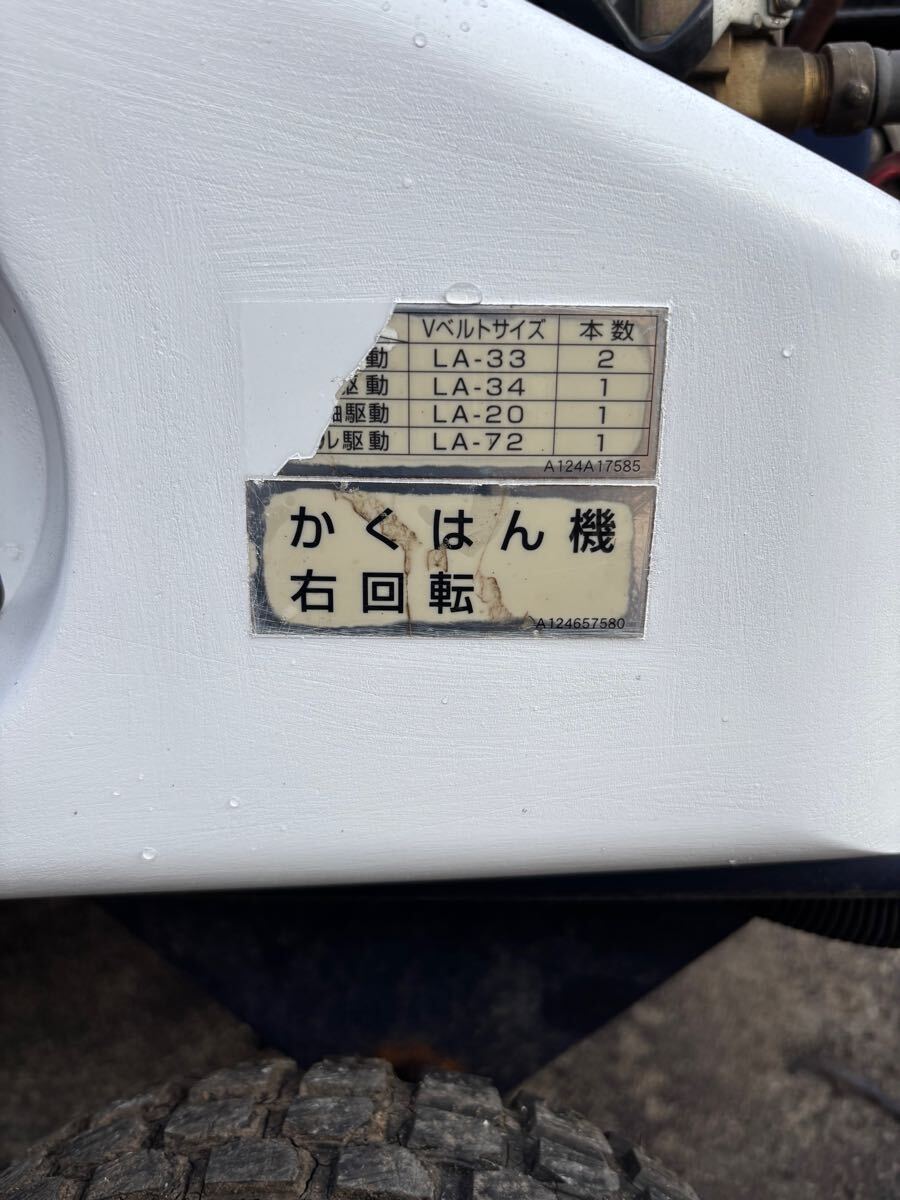 Vベルトサイズ 本数
動 LA-33 2
駆動 LA-34 1
軸駆動 LA-20 1
ル駆動 LA-72 1
A124A17585
かくはん機
右回転
A124657580